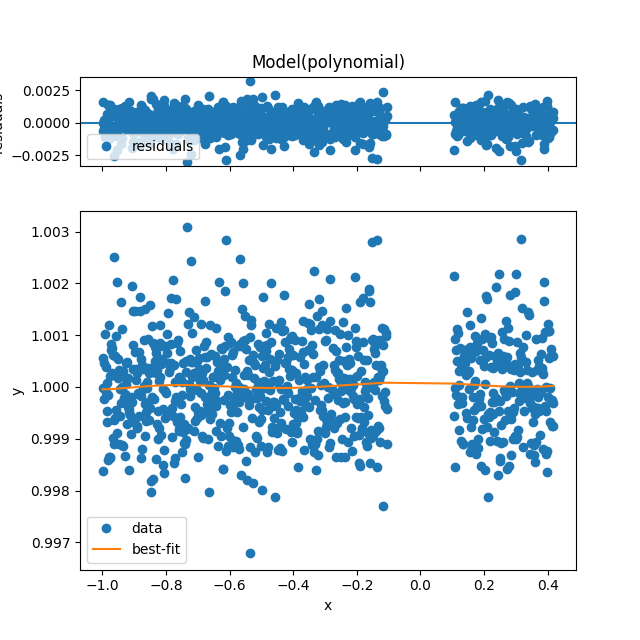 Model(polynomial)
0.0025
0.0000
−0.0025
residuals
1.003
1.002
1.001
1.000
0.999
0.998
0.997
y
data
best-fit
−1.0 −0.8 −0.6 −0.4 −0.2 0.0 0.2 0.4
x